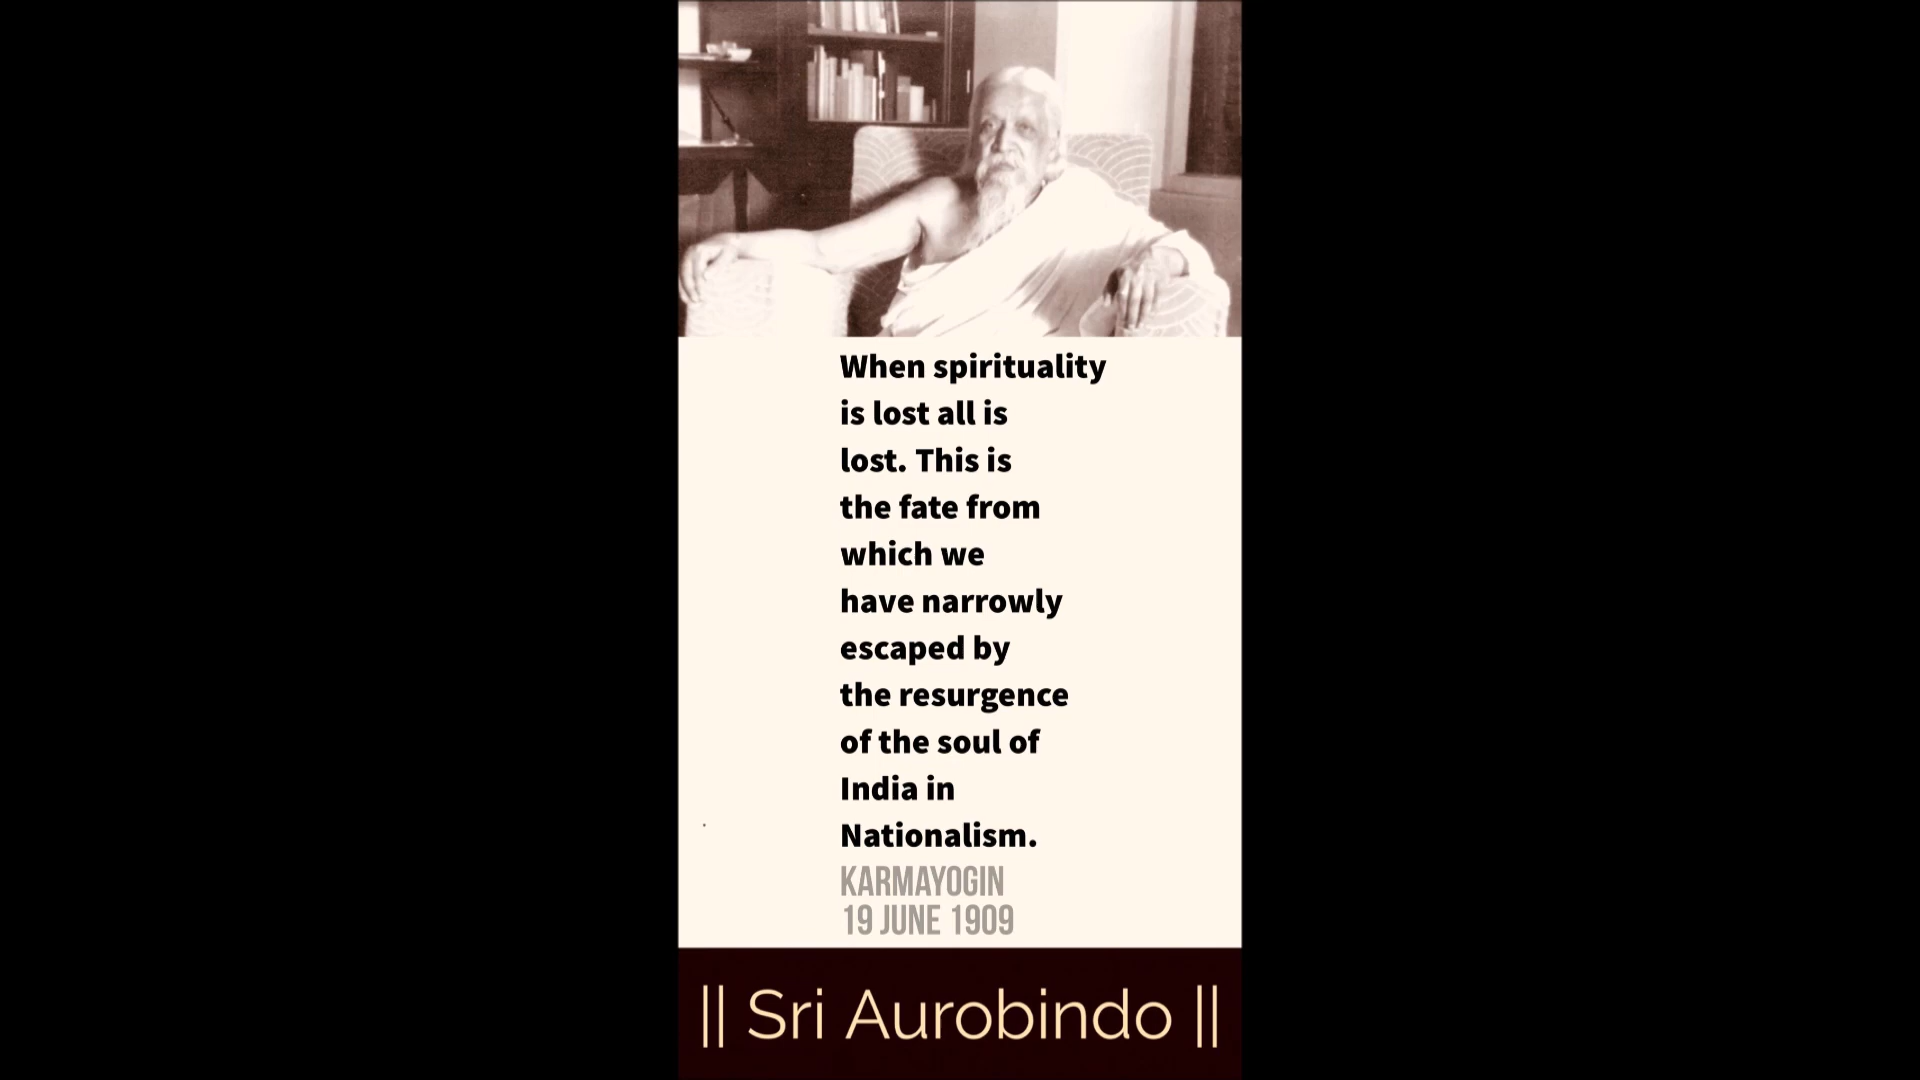 When spirituality
is lost all is
lost. This is
the fate from
which we
have narrowly
escaped by
the resurgence
of the soul of
India in
Nationalism.
KARMAYOGIN
19 JUNE 1909
|| Sri Aurobindo ||